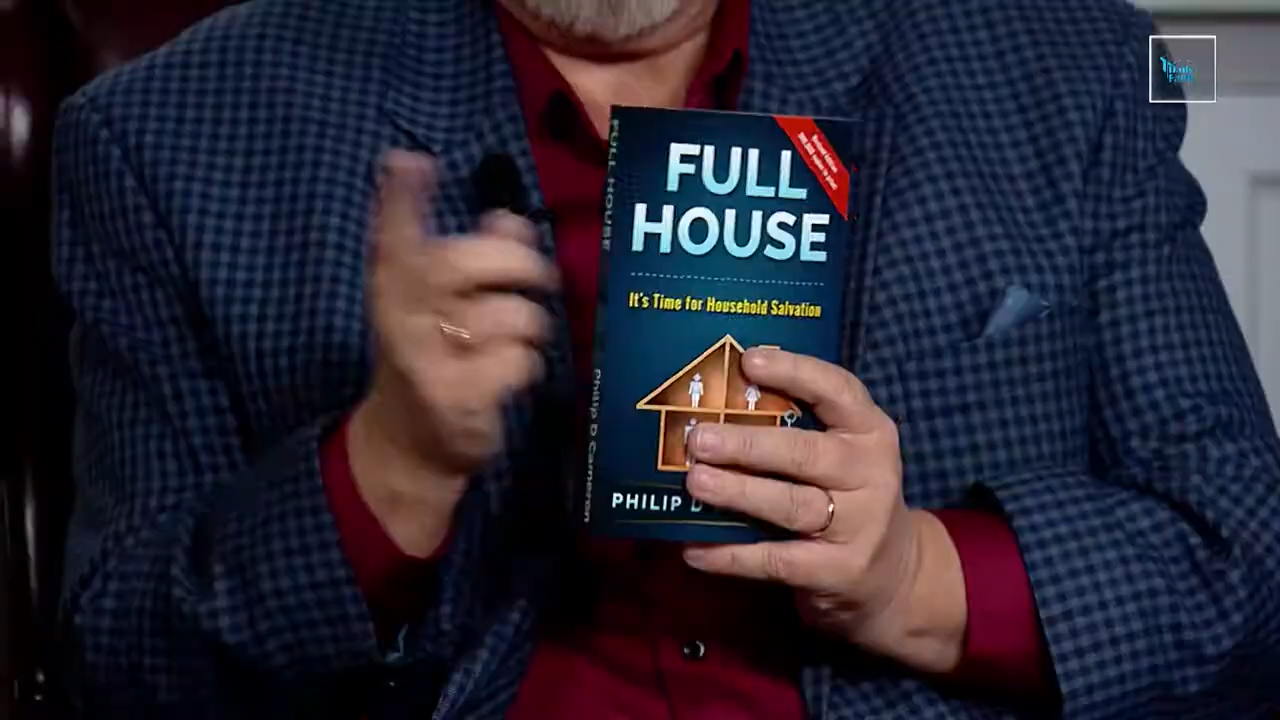 FULL
HOUSE
It's Time for Household Salvation
PHILIP D
FULL HOUSE
Philip D Cameron